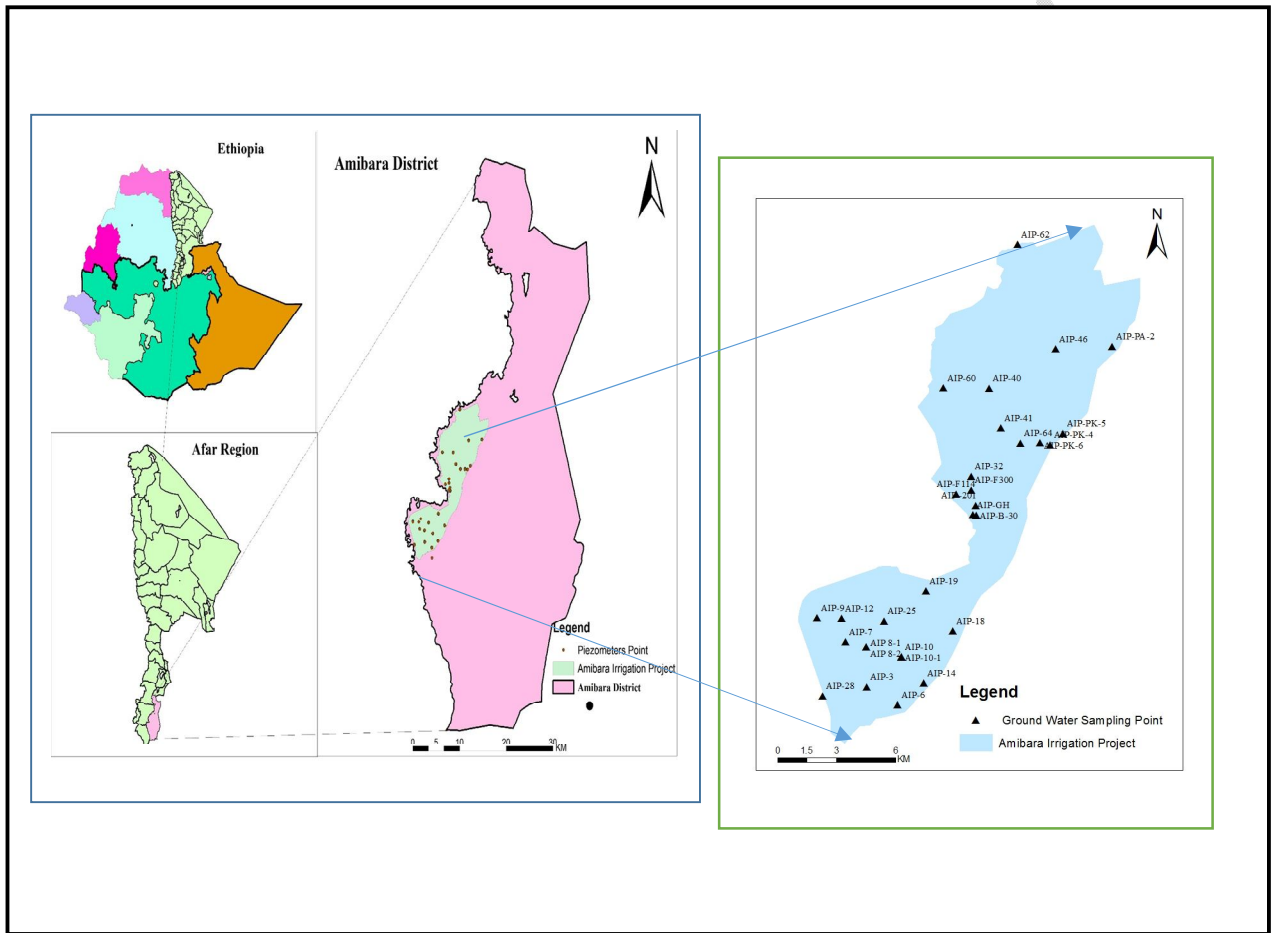 Ethiopia
Amibara District
N
Afar Region
Legend
Piezometers Point
Amibara Irrigation Project
Amibara District
0 5 10 20 30
KM
N
AIP-62
AIP-46
AIP-PA-2
AIP-60
AIP-40
AIP-41
AIP-PK-5
AIP-64
AIP-PK-4
AIP-PK-6
AIP-32
AIP-F300
AIP-F114
AIP-201
AIP-GH
AIP-B-30
AIP-19
AIP-9
AIP-12
AIP-25
AIP-18
AIP-7
AIP 8-1
AIP-10
AIP 8-2
AIP-10-1
AIP-3
AIP-14
AIP-28
AIP-6
Legend
Ground Water Sampling Point
Amibara Irrigation Project
0 1.5 3 6
KM